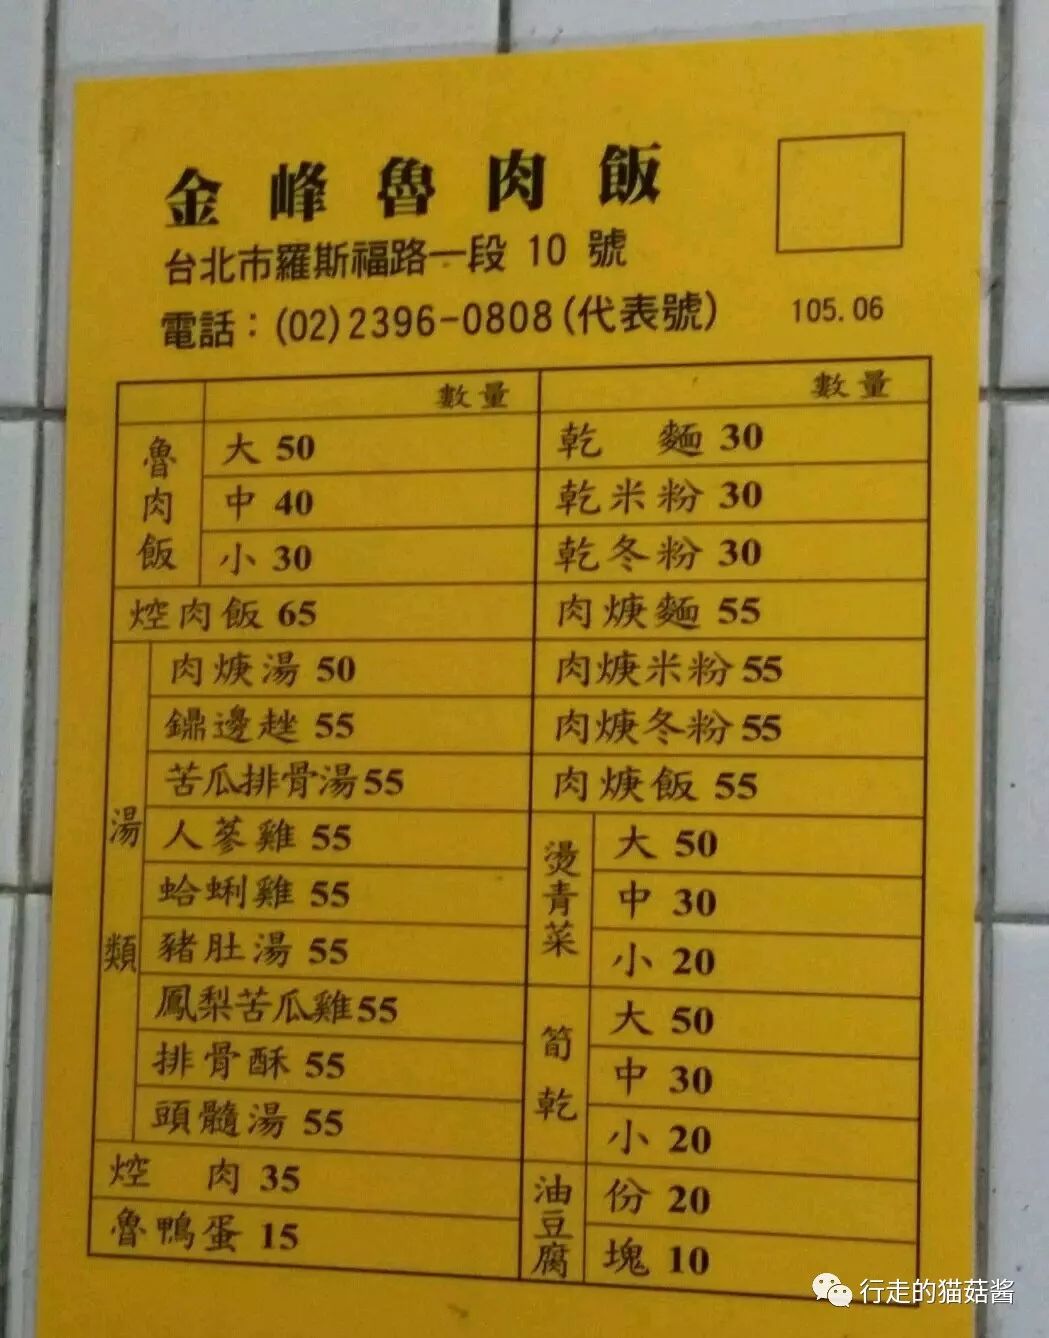 金峰魯肉飯
台北市羅斯福路一段 10 號
電話：(02)2396-0808(代表號)
105.06
數量
魯肉飯
大 50
中 40
小 30
焢肉飯 65
湯類
肉焿湯 50
鼎邊趖 55
苦瓜排骨湯 55
人蔘雞 55
蛤蜊雞 55
豬肚湯 55
鳳梨苦瓜雞 55
排骨酥 55
頭髓湯 55
焢肉 35
魯鴨蛋 15
數量
乾麵 30
乾米粉 30
乾冬粉 30
肉焿麵 55
肉焿米粉 55
肉焿冬粉 55
肉焿飯 55
燙青菜
大 50
中 30
小 20
筍乾
大 50
中 30
小 20
油豆腐
份 20
塊 10
行走的猫菇酱